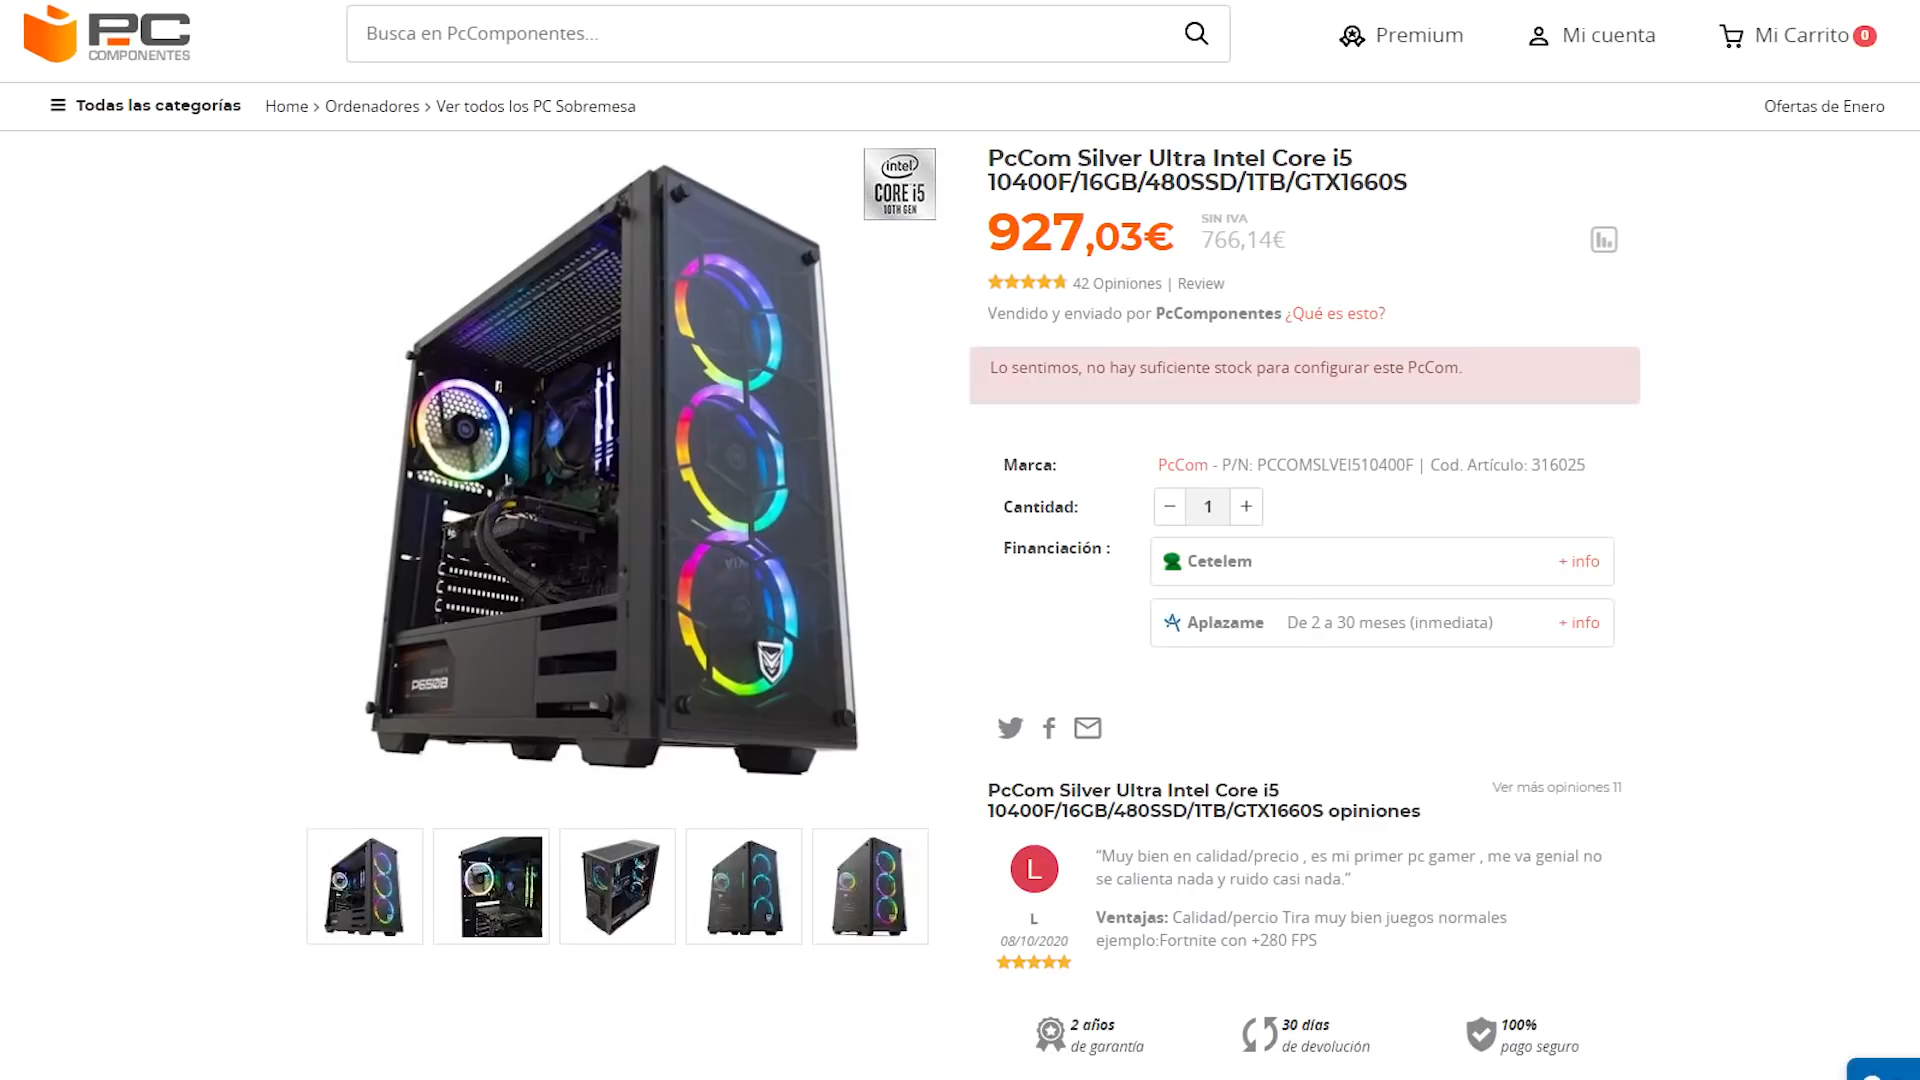 PC
COMPONENTES
Busca en PcComponentes...
Premium
Mi cuenta
Mi Carrito 0
Todas las categorías
Home > Ordenadores > Ver todos los PC Sobremesa
Ofertas de Enero
intel
CORE i5
10TH GEN
P650B
PcCom Silver Ultra Intel Core i5
10400F/16GB/480SSD/1TB/GTX1660S
927,03€
SIN IVA
766,14€
42 Opiniones | Review
Vendido y enviado por PcComponentes ¿Qué es esto?
Lo sentimos, no hay suficiente stock para configurar este PcCom.
Marca: PcCom - P/N: PCCOMSLVEI510400F | Cod. Artículo: 316025
Cantidad: − 1 +
Financiación :
Cetelem + info
Aplazame De 2 a 30 meses (inmediata) + info
PcCom Silver Ultra Intel Core i5
10400F/16GB/480SSD/1TB/GTX1660S opiniones
Ver más opiniones 11
L
L
08/10/2020
“Muy bien en calidad/precio , es mi primer pc gamer , me va genial no
se calienta nada y ruido casi nada.“
Ventajas: Calidad/percio Tira muy bien juegos normales
ejemplo:Fortnite con +280 FPS
2 años
de garantía
30 días
de devolución
100%
pago seguro